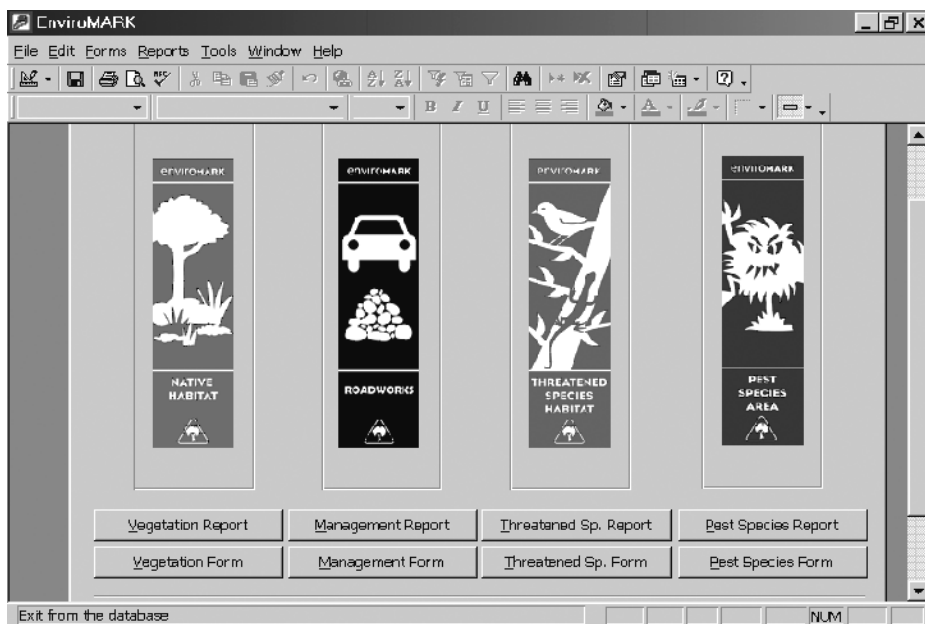 EnviroMARK
File Edit Forms Reports Tools Window Help
B I U
enviROMARK
NATIVE
HABITAT
enviROMARK
ROADWORKS
enviROMARK
THREATENED
SPECIES
HABITAT
enviROMARK
PEST
SPECIES
AREA
Vegetation Report Management Report Threatened Sp. Report Pest Species Report
Vegetation Form Management Form Threatened Sp. Form Pest Species Form
Exit from the database NUM